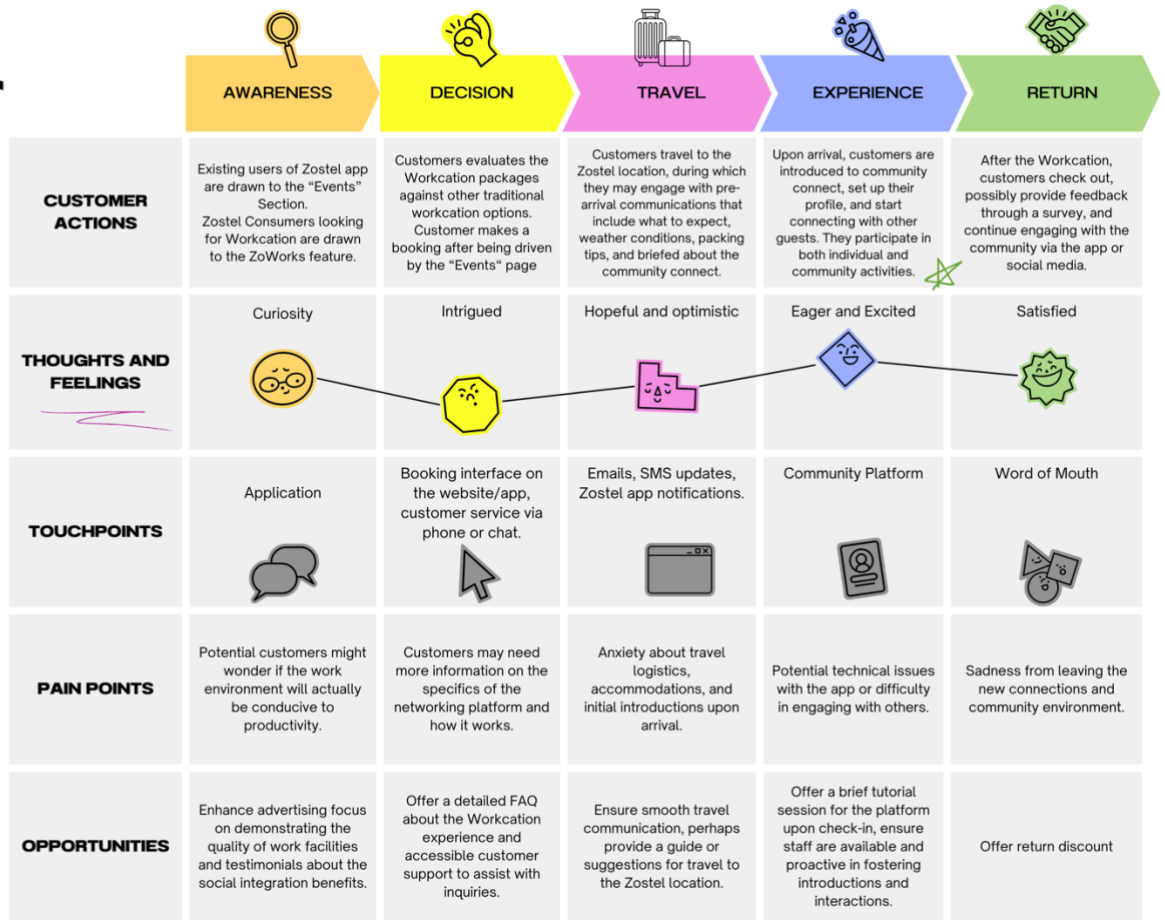 AWARENESS
DECISION
TRAVEL
EXPERIENCE
RETURN
CUSTOMER
ACTIONS
Existing users of Zostel app
are drawn to the “Events”
Section.
Zostel Consumers looking
for Workcation are drawn
to the ZoWorks feature.
Customers evaluates the
Workcation packages
against other traditional
workcation options.
Customer makes a
booking after being driven
by the “Events“ page
Customers travel to the
Zostel location, during which
they may engage with pre-
arrival communications that
include what to expect,
weather conditions, packing
tips, and briefed about the
community connect.
Upon arrival, customers are
introduced to community
connect, set up their
profile, and start
connecting with other
guests. They participate in
both individual and
community activities.
After the Workcation,
customers check out,
possibly provide feedback
through a survey, and
continue engaging with the
community via the app or
social media.
THOUGHTS AND
FEELINGS
Curiosity
Intrigued
Hopeful and optimistic
Eager and Excited
Satisfied
TOUCHPOINTS
Application
Booking interface on
the website/app,
customer service via
phone or chat.
Emails, SMS updates,
Zostel app notifications.
Community Platform
Word of Mouth
PAIN POINTS
Potential customers might
wonder if the work
environment will actually
be conducive to
productivity.
Customers may need
more information on the
specifics of the
networking platform and
how it works.
Anxiety about travel
logistics,
accommodations, and
initial introductions upon
arrival.
Potential technical issues
with the app or difficulty
in engaging with others.
Sadness from leaving the
new connections and
community environment.
OPPORTUNITIES
Enhance advertising focus
on demonstrating the
quality of work facilities
and testimonials about the
social integration benefits.
Offer a detailed FAQ
about the Workcation
experience and
accessible customer
support to assist with
inquiries.
Ensure smooth travel
communication, perhaps
provide a guide or
suggestions for travel to
the Zostel location.
Offer a brief tutorial
session for the platform
upon check-in, ensure
staff are available and
proactive in fostering
introductions and
interactions.
Offer return discount